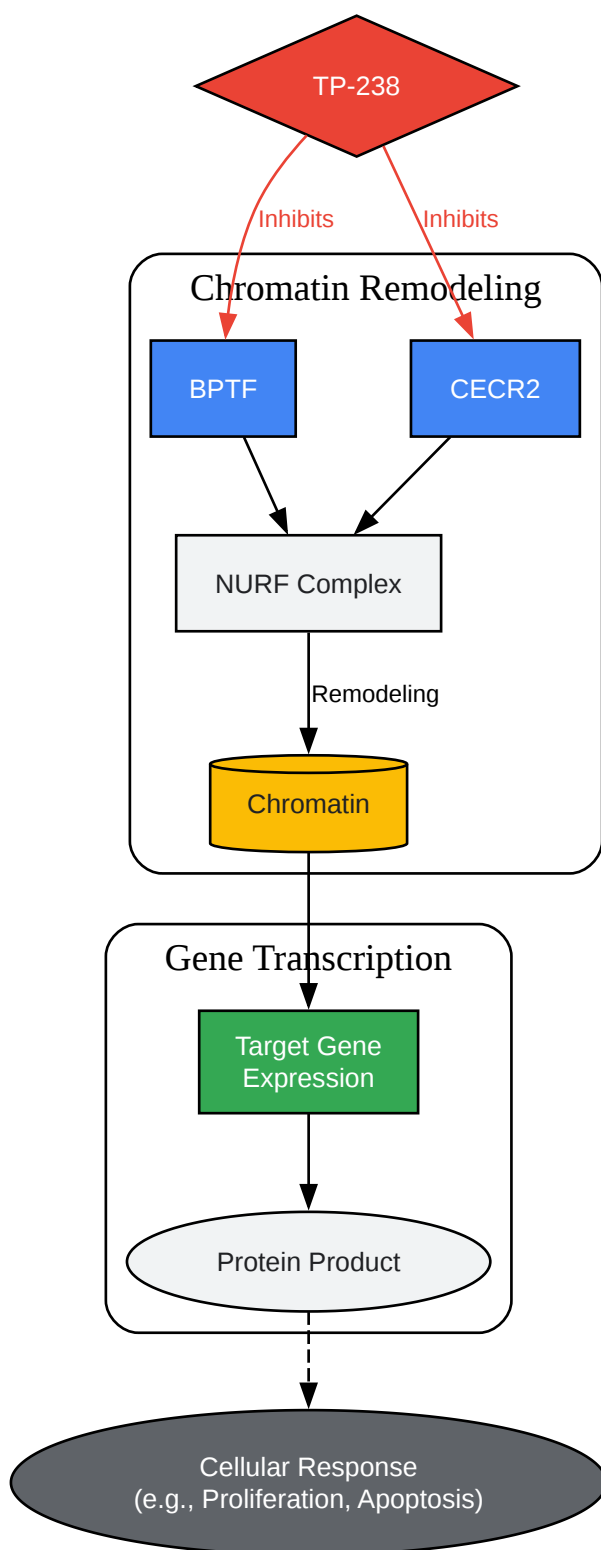 TP-238
Inhibits
Inhibits
Chromatin Remodeling
BPTF
CECR2
NURF Complex
Remodeling
Chromatin
Gene Transcription
Target Gene
Expression
Protein Product
Cellular Response
(e.g., Proliferation, Apoptosis)